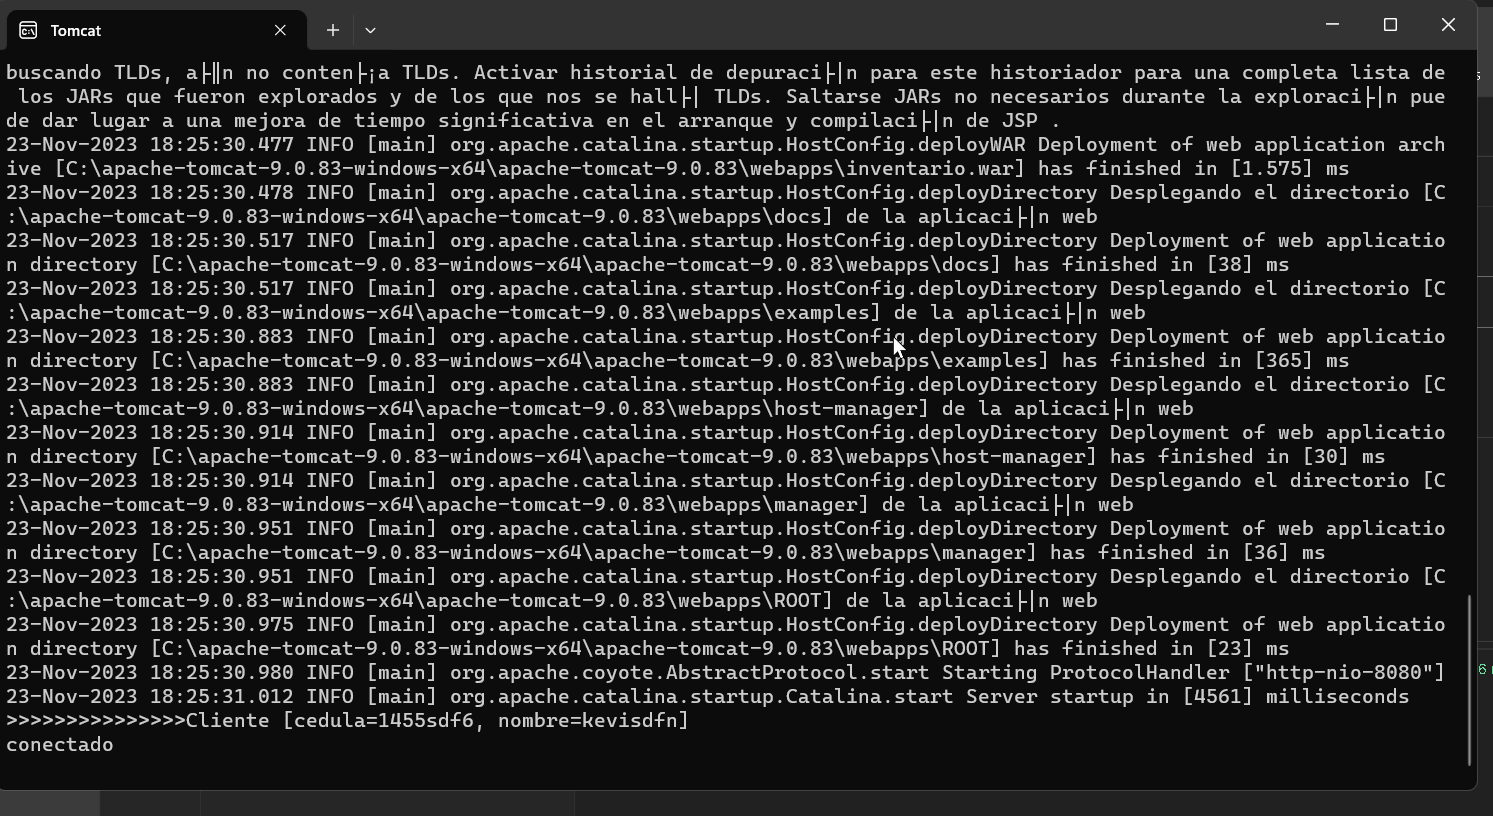 Tomcat
buscando TLDs, a├║n no conten├¡a TLDs. Activar historial de depuraci├│n para este historiador para una completa lista de
 los JARs que fueron explorados y de los que nos se hall├│ TLDs. Saltarse JARs no necesarios durante la exploraci├│n pue
de dar lugar a una mejora de tiempo significativa en el arranque y compilaci├│n de JSP .
23-Nov-2023 18:25:30.477 INFO [main] org.apache.catalina.startup.HostConfig.deployWAR Deployment of web application arch
ive [C:\apache-tomcat-9.0.83-windows-x64\apache-tomcat-9.0.83\webapps\inventario.war] has finished in [1.575] ms
23-Nov-2023 18:25:30.478 INFO [main] org.apache.catalina.startup.HostConfig.deployDirectory Desplegando el directorio [C
:\apache-tomcat-9.0.83-windows-x64\apache-tomcat-9.0.83\webapps\docs] de la aplicaci├│n web
23-Nov-2023 18:25:30.517 INFO [main] org.apache.catalina.startup.HostConfig.deployDirectory Deployment of web applicatio
n directory [C:\apache-tomcat-9.0.83-windows-x64\apache-tomcat-9.0.83\webapps\docs] has finished in [38] ms
23-Nov-2023 18:25:30.517 INFO [main] org.apache.catalina.startup.HostConfig.deployDirectory Desplegando el directorio [C
:\apache-tomcat-9.0.83-windows-x64\apache-tomcat-9.0.83\webapps\examples] de la aplicaci├│n web
23-Nov-2023 18:25:30.883 INFO [main] org.apache.catalina.startup.HostConfig.deployDirectory Deployment of web applicatio
n directory [C:\apache-tomcat-9.0.83-windows-x64\apache-tomcat-9.0.83\webapps\examples] has finished in [365] ms
23-Nov-2023 18:25:30.883 INFO [main] org.apache.catalina.startup.HostConfig.deployDirectory Desplegando el directorio [C
:\apache-tomcat-9.0.83-windows-x64\apache-tomcat-9.0.83\webapps\host-manager] de la aplicaci├│n web
23-Nov-2023 18:25:30.914 INFO [main] org.apache.catalina.startup.HostConfig.deployDirectory Deployment of web applicatio
n directory [C:\apache-tomcat-9.0.83-windows-x64\apache-tomcat-9.0.83\webapps\host-manager] has finished in [30] ms
23-Nov-2023 18:25:30.914 INFO [main] org.apache.catalina.startup.HostConfig.deployDirectory Desplegando el directorio [C
:\apache-tomcat-9.0.83-windows-x64\apache-tomcat-9.0.83\webapps\manager] de la aplicaci├│n web
23-Nov-2023 18:25:30.951 INFO [main] org.apache.catalina.startup.HostConfig.deployDirectory Deployment of web applicatio
n directory [C:\apache-tomcat-9.0.83-windows-x64\apache-tomcat-9.0.83\webapps\manager] has finished in [36] ms
23-Nov-2023 18:25:30.951 INFO [main] org.apache.catalina.startup.HostConfig.deployDirectory Desplegando el directorio [C
:\apache-tomcat-9.0.83-windows-x64\apache-tomcat-9.0.83\webapps\ROOT] de la aplicaci├│n web
23-Nov-2023 18:25:30.975 INFO [main] org.apache.catalina.startup.HostConfig.deployDirectory Deployment of web applicatio
n directory [C:\apache-tomcat-9.0.83-windows-x64\apache-tomcat-9.0.83\webapps\ROOT] has finished in [23] ms
23-Nov-2023 18:25:30.980 INFO [main] org.apache.coyote.AbstractProtocol.start Starting ProtocolHandler ["http-nio-8080"]
23-Nov-2023 18:25:31.012 INFO [main] org.apache.catalina.startup.Catalina.start Server startup in [4561] milliseconds
>>>>>>>>>>>>>>>Cliente [cedula=1455sdf6, nombre=kevisdfn]
conectado